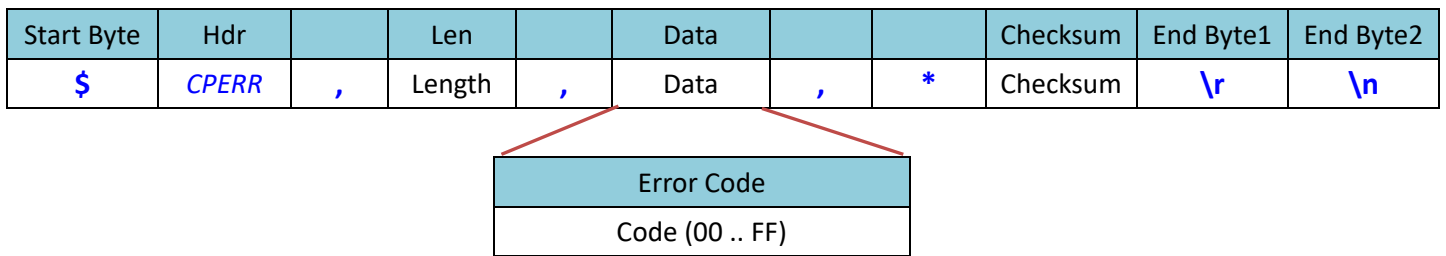 Start Byte Hdr Len Data Checksum End Byte1 End Byte2
$ CPERR , Length , Data , * Checksum \r \n
Error Code
Code (00 .. FF)